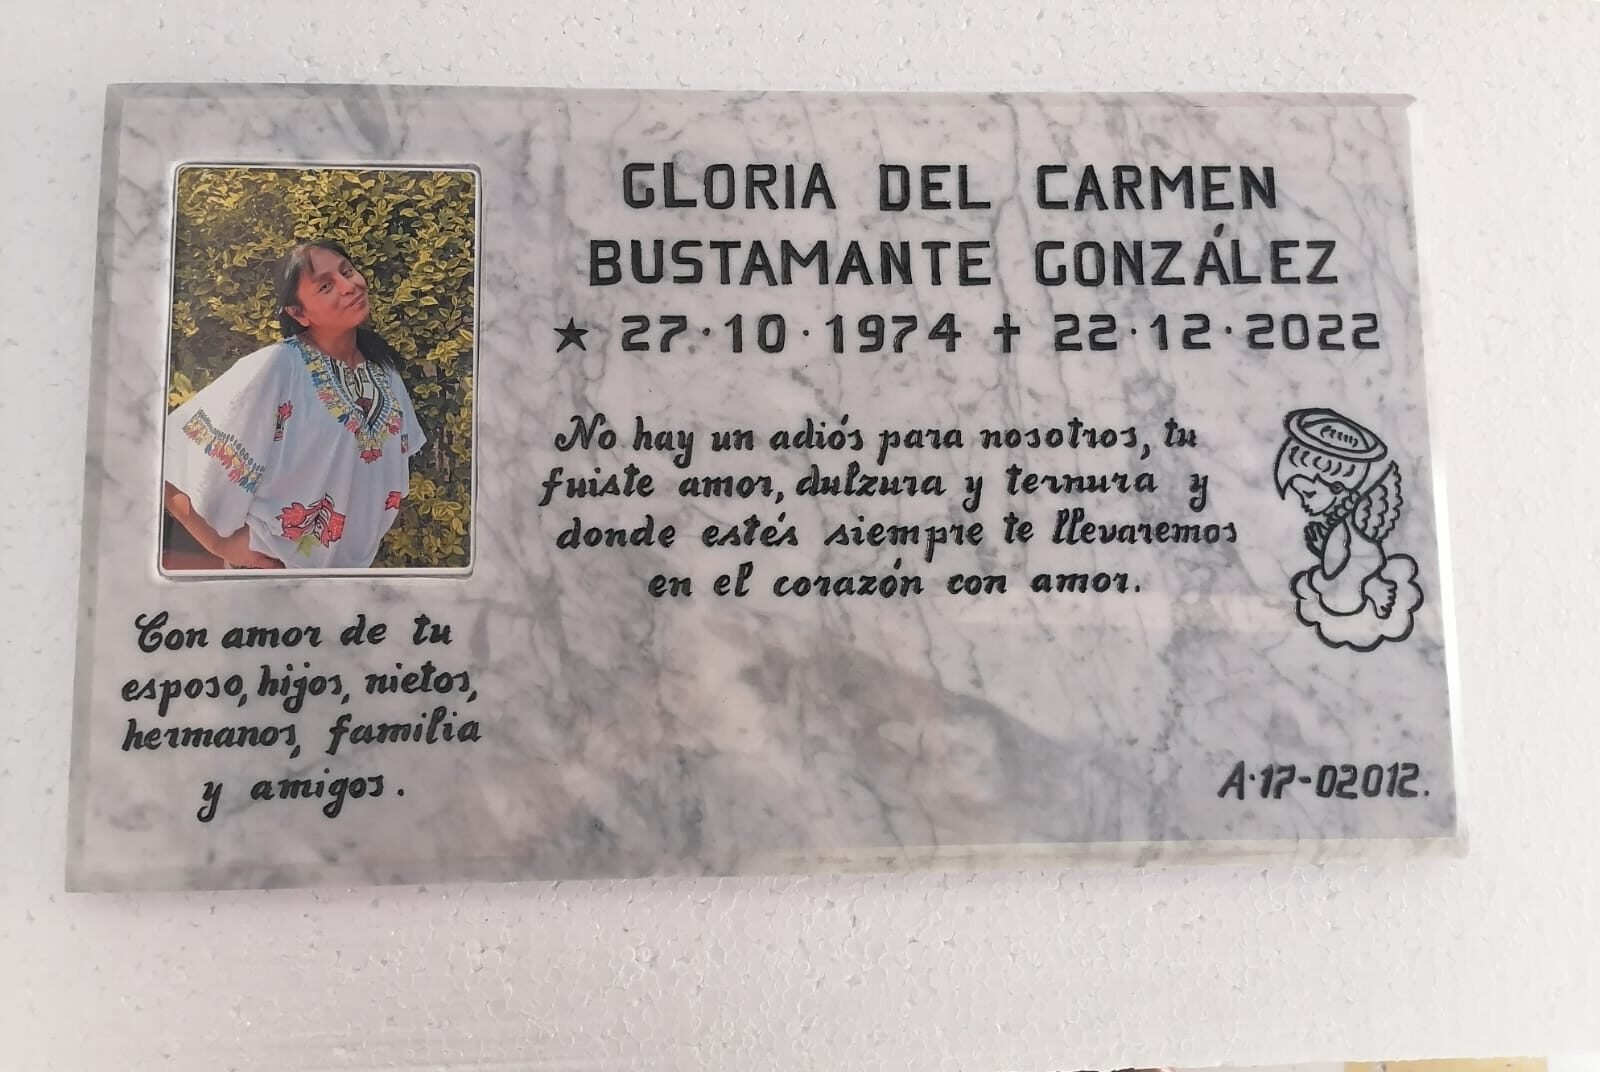 GLORIA DEL CARMEN
BUSTAMANTE GONZÁLEZ
★ 27·10·1974 ✝ 22·12·2022
No hay un adiós para nosotros, tu
fuiste amor, dulzura y ternura y
donde estés siempre te llevaremos
en el corazón con amor.
Con amor de tu
esposo, hijos, nietos,
hermanos, familia
y amigos.
A·17-02012.